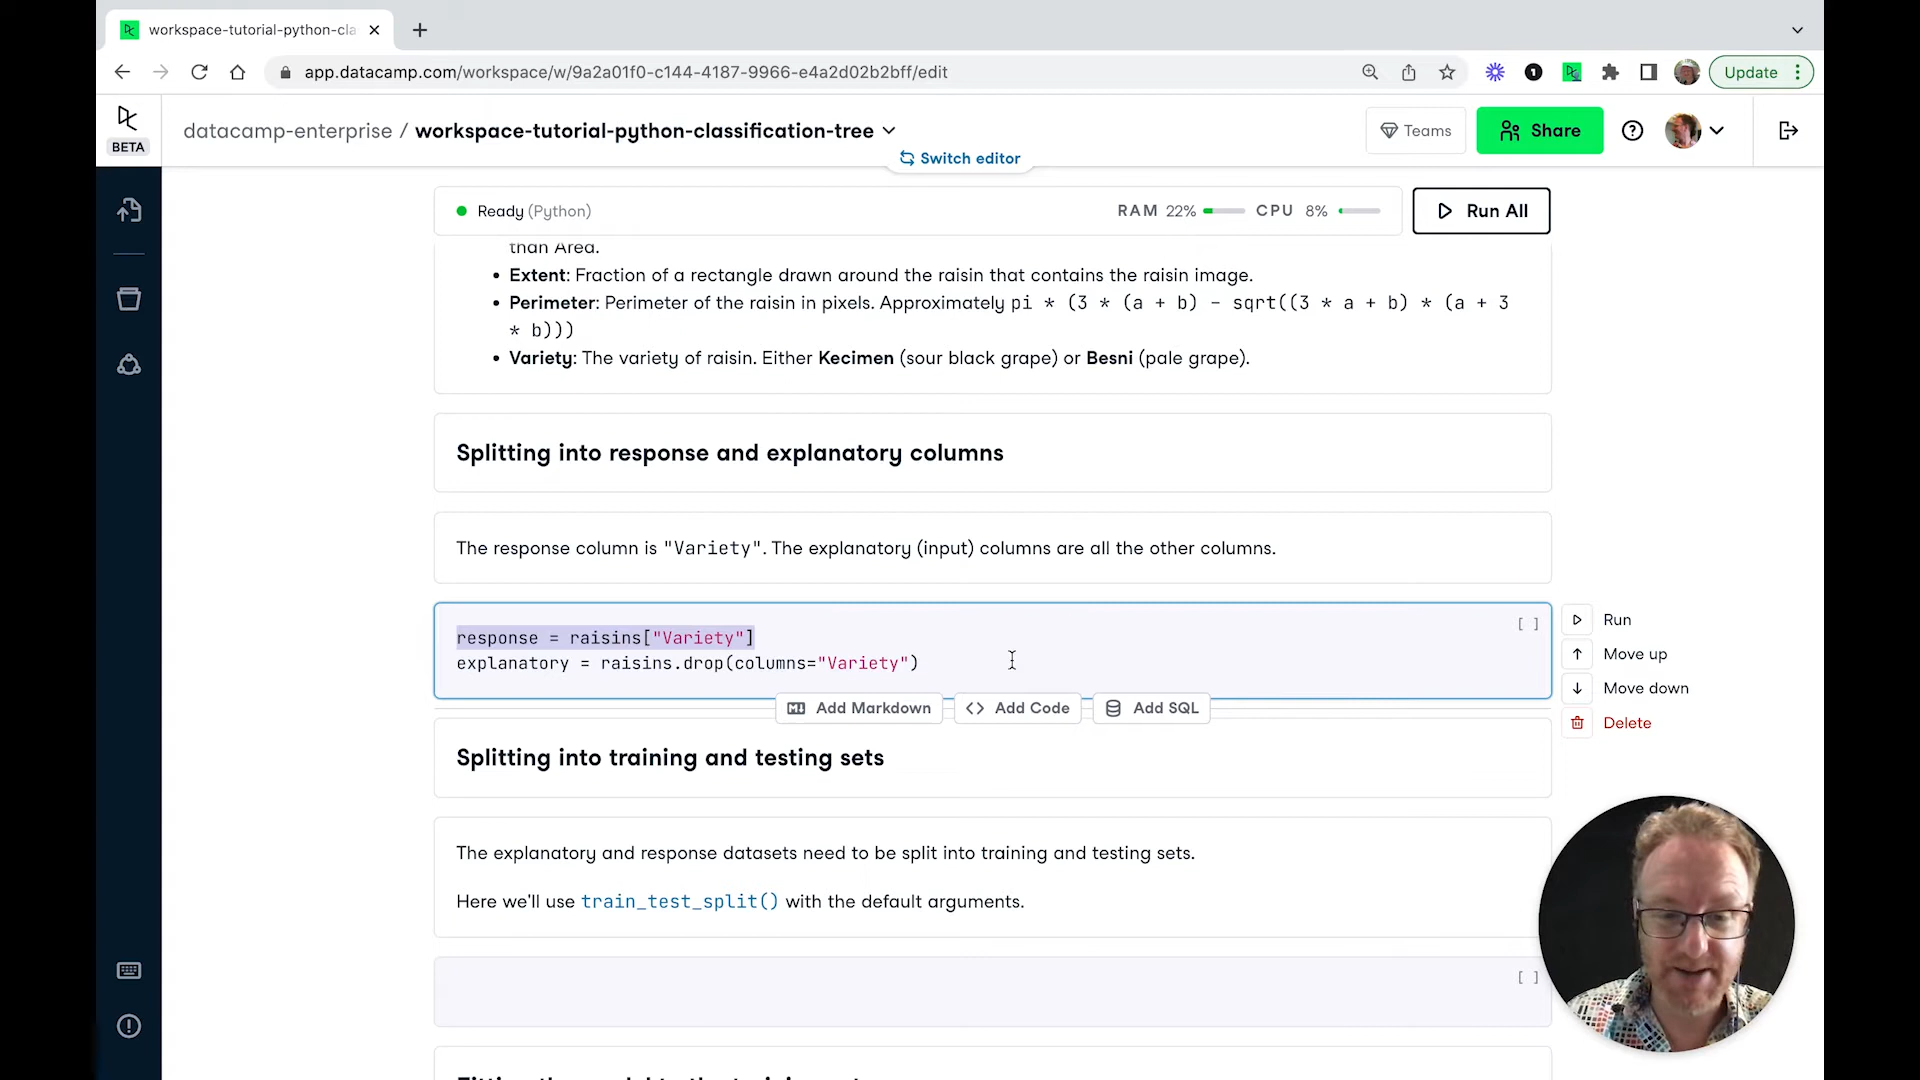 workspace-tutorial-python-cla
app.datacamp.com/workspace/w/9a2a01f0-c144-4187-9966-e4a2d02b2bff/edit
Update
BETA
datacamp-enterprise / workspace-tutorial-python-classification-tree
Teams
Share
Switch editor
Ready (Python)
RAM 22% CPU 8%
Run All
than Area.
• Extent: Fraction of a rectangle drawn around the raisin that contains the raisin image.
• Perimeter: Perimeter of the raisin in pixels. Approximately pi * (3 * (a + b) - sqrt((3 * a + b) * (a + 3
* b)))
• Variety: The variety of raisin. Either Kecimen (sour black grape) or Besni (pale grape).
Splitting into response and explanatory columns
The response column is "Variety". The explanatory (input) columns are all the other columns.
response = raisins["Variety"]
explanatory = raisins.drop(columns="Variety")
[ ]
Run
Move up
Move down
Delete
Add Markdown
Add Code
Add SQL
Splitting into training and testing sets
The explanatory and response datasets need to be split into training and testing sets.
Here we'll use train_test_split() with the default arguments.
[ ]